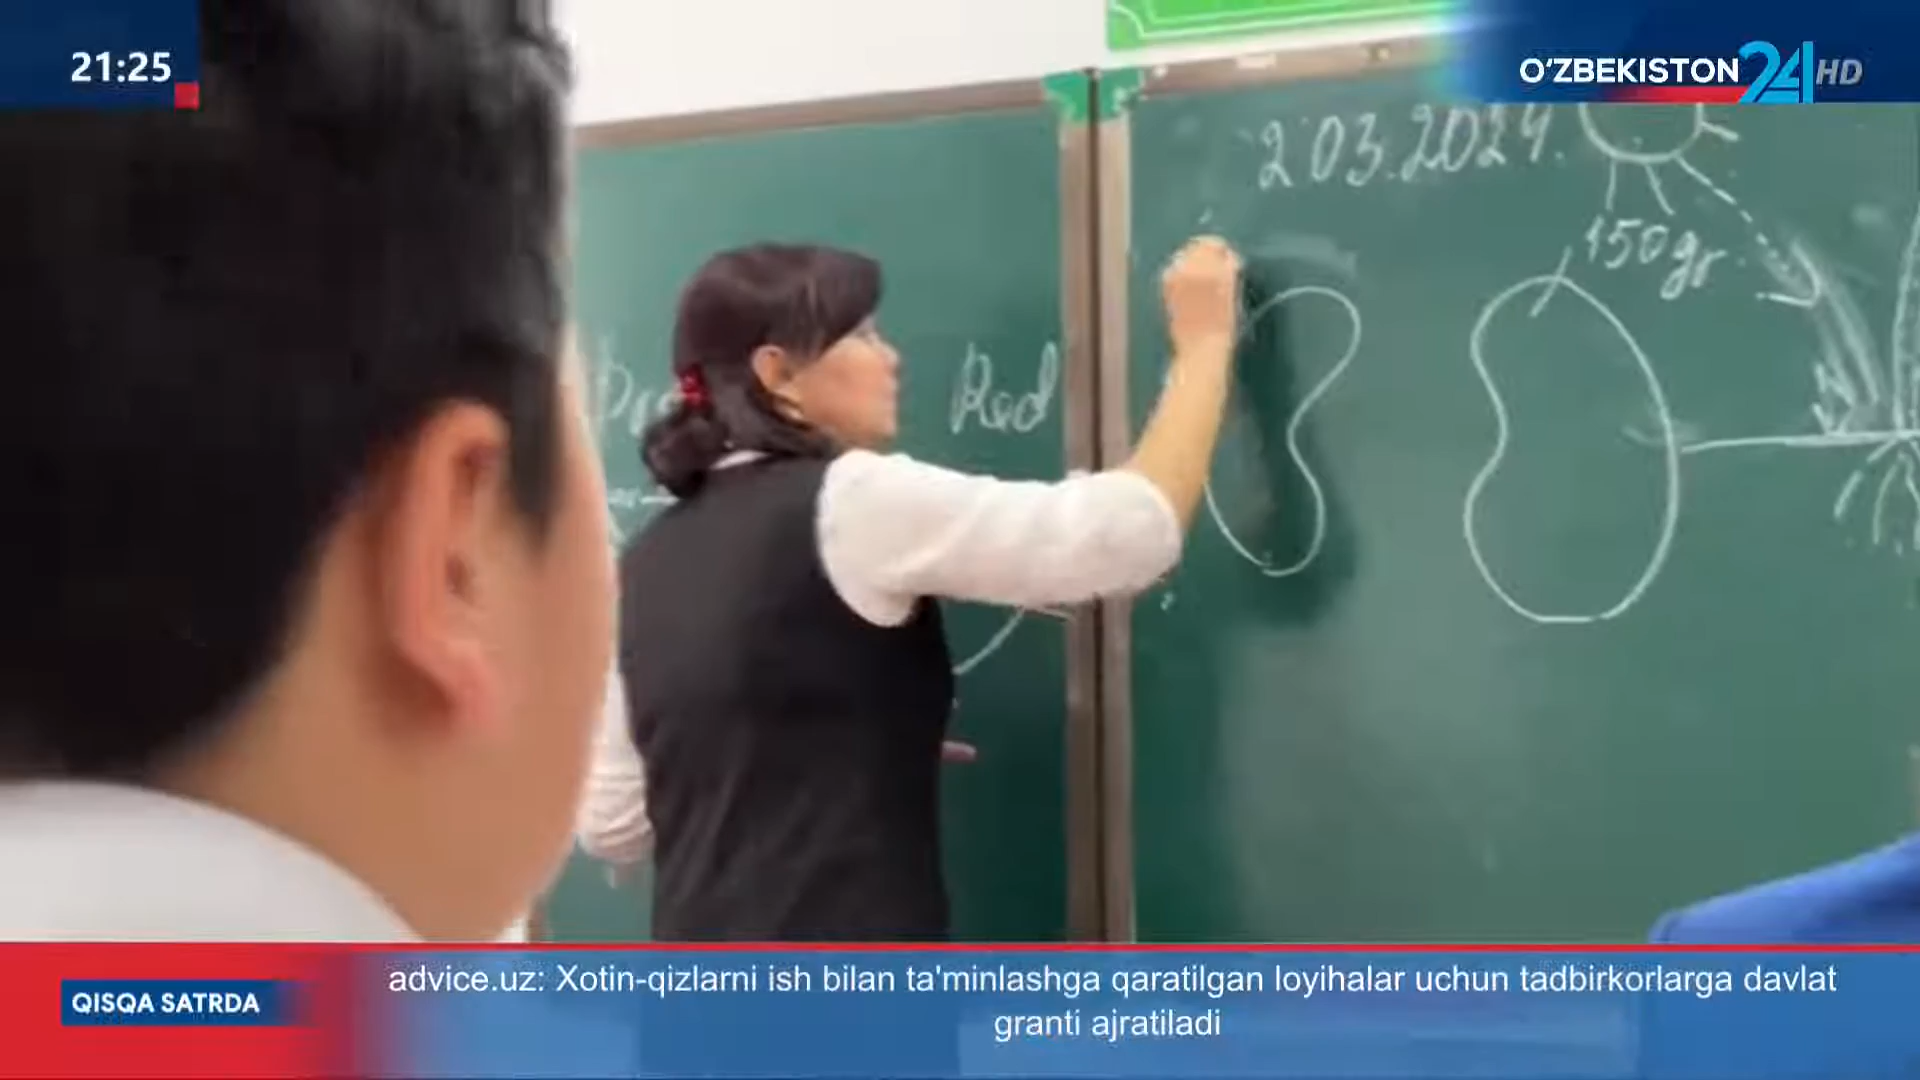 21:25
O‘ZBEKISTON 24 HD
2 03.2024.
150gr
Red
QISQA SATRDA
advice.uz: Xotin-qizlarni ish bilan ta'minlashga qaratilgan loyihalar uchun tadbirkorlarga davlat
granti ajratiladi